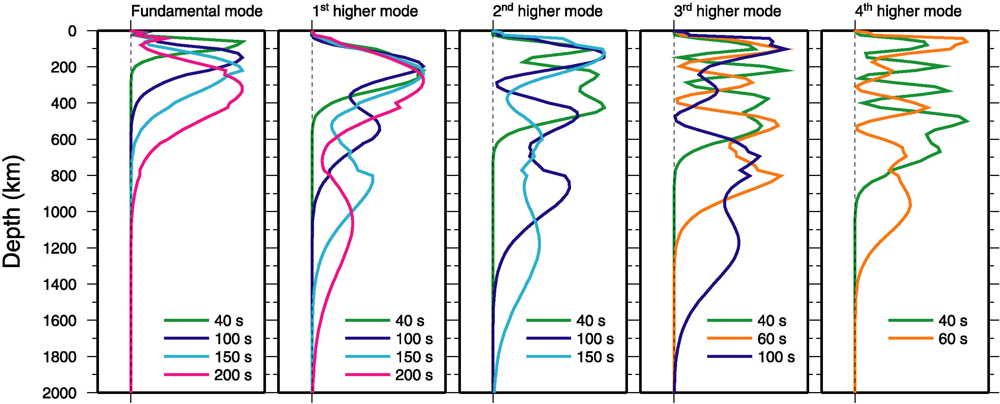 Fundamental mode
1st higher mode
2nd higher mode
3rd higher mode
4th higher mode
Depth (km)
0
200
400
600
800
1000
1200
1400
1600
1800
2000
40 s
100 s
150 s
200 s
40 s
100 s
150 s
200 s
40 s
100 s
150 s
40 s
60 s
100 s
40 s
60 s